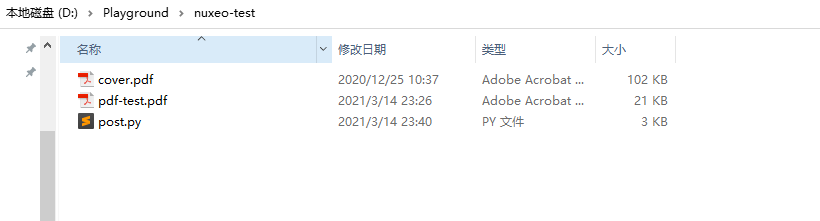 本地磁盘 (D:) Playground nuxeo-test
名称 修改日期 类型 大小
cover.pdf 2020/12/25 10:37 Adobe Acrobat ... 102 KB
pdf-test.pdf 2021/3/14 23:26 Adobe Acrobat ... 21 KB
post.py 2021/3/14 23:40 PY 文件 3 KB